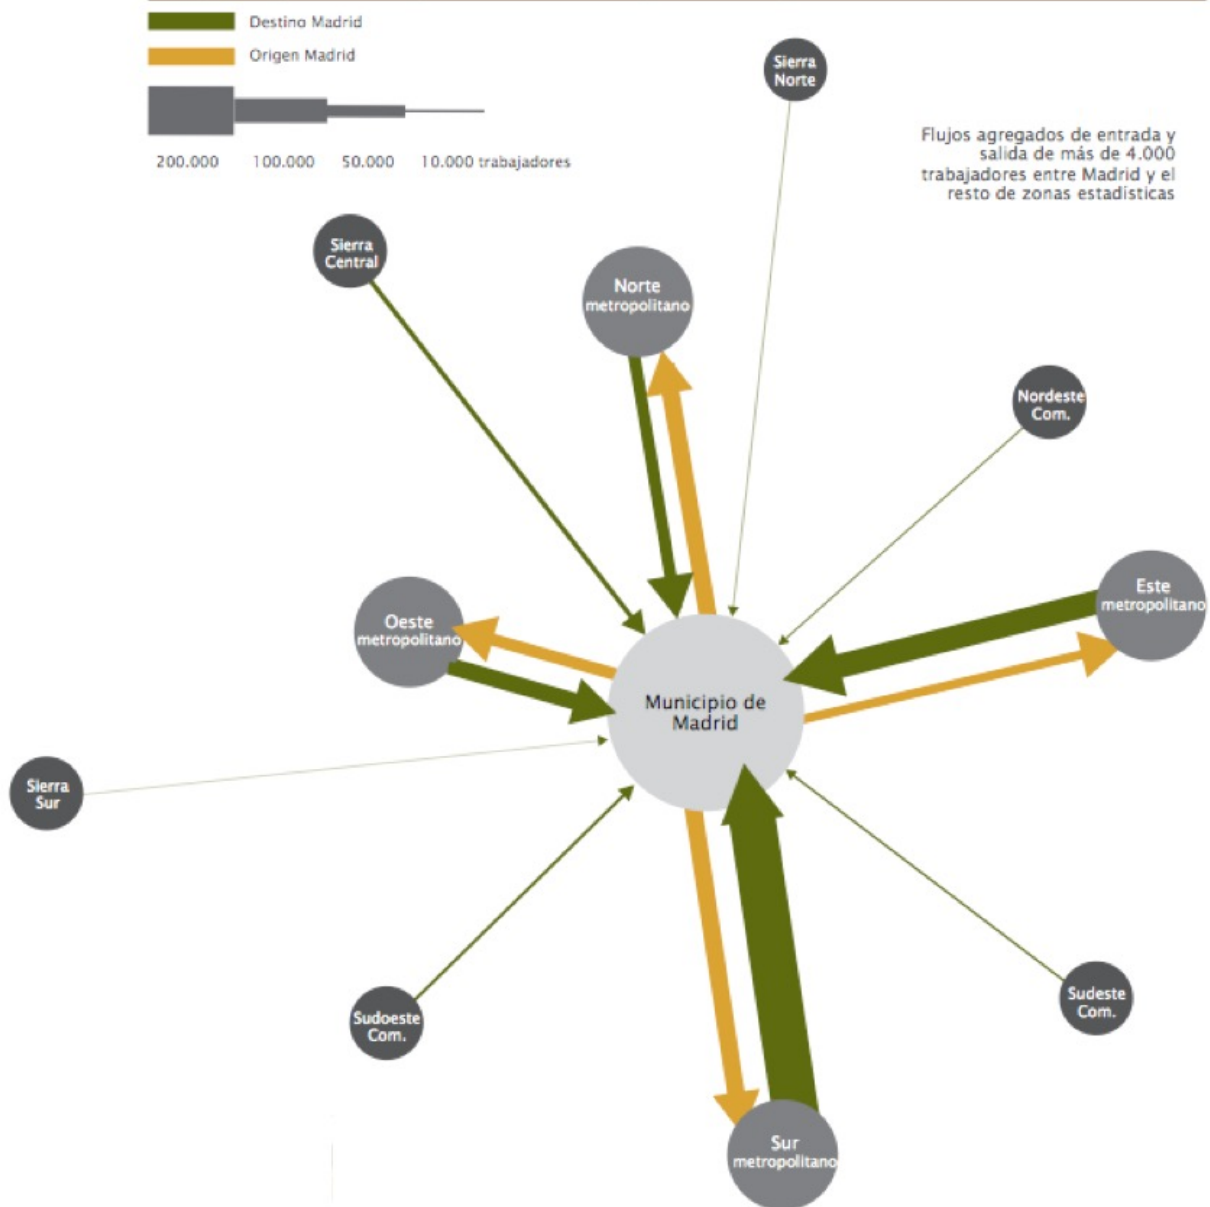 Destino Madrid
Origen Madrid
200.000 100.000 50.000 10.000 trabajadores
Flujos agregados de entrada y
salida de más de 4.000
trabajadores entre Madrid y el
resto de zonas estadísticas
Sierra
Norte
Sierra
Central
Norte
metropolitano
Nordeste
Com.
Este
metropolitano
Oeste
metropolitano
Municipio de
Madrid
Sierra
Sur
Sudoeste
Com.
Sudeste
Com.
Sur
metropolitano